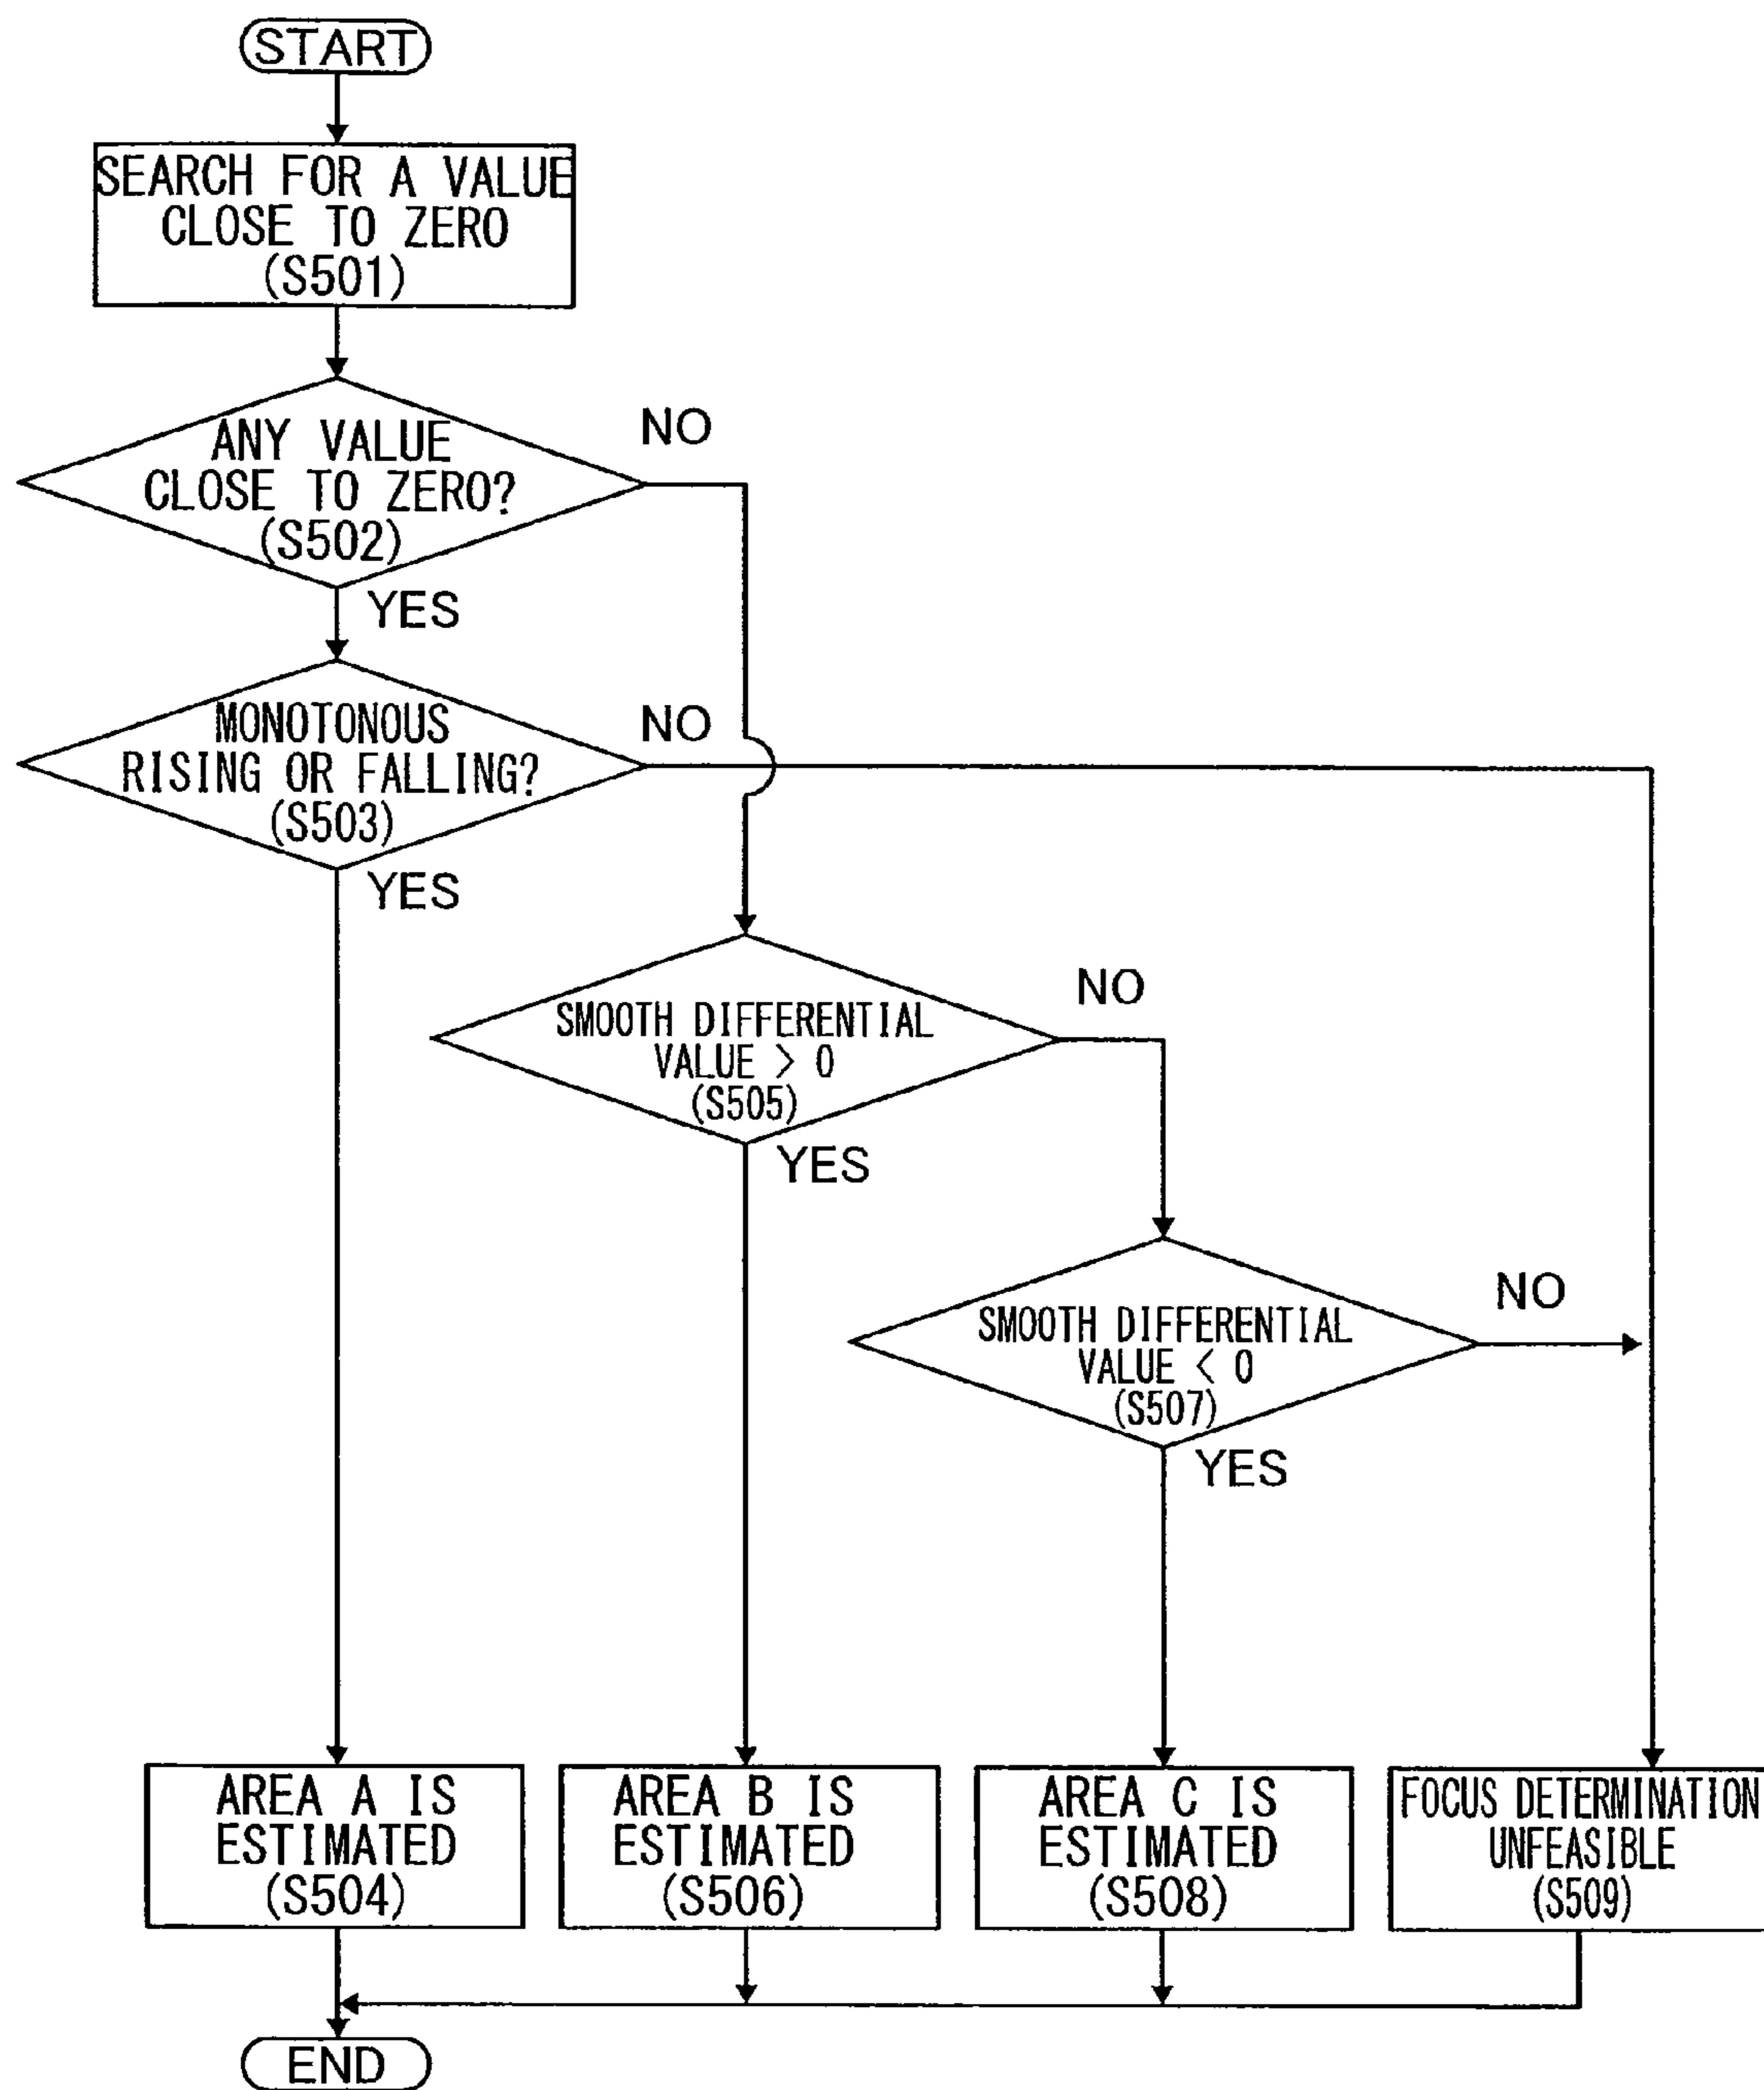 START
SEARCH FOR A VALUE
CLOSE TO ZERO
(S501)
ANY VALUE
CLOSE TO ZERO?
(S502)
NO
YES
MONOTONOUS
RISING OR FALLING?
(S503)
NO
YES
SMOOTH DIFFERENTIAL
VALUE > 0
(S505)
NO
YES
SMOOTH DIFFERENTIAL
VALUE < 0
(S507)
NO
YES
AREA A IS
ESTIMATED
(S504)
AREA B IS
ESTIMATED
(S506)
AREA C IS
ESTIMATED
(S508)
FOCUS DETERMINATION
UNFEASIBLE
(S509)
END